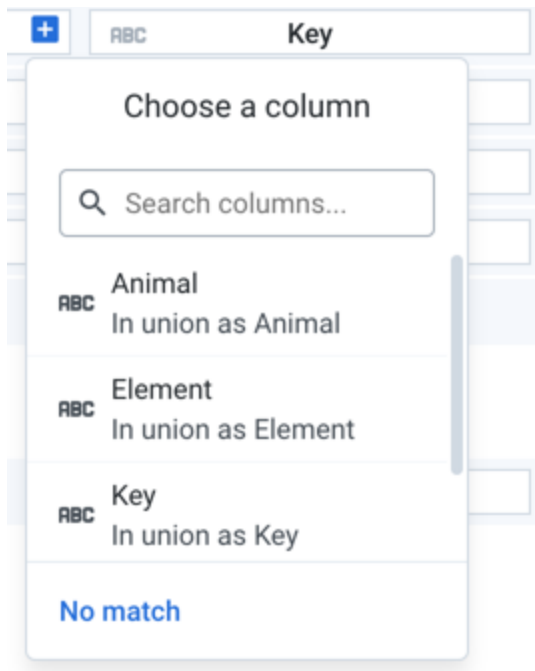 ABC Key
Choose a column
Search columns...
Animal
ABC
In union as Animal
Element
ABC
In union as Element
Key
ABC
In union as Key
No match